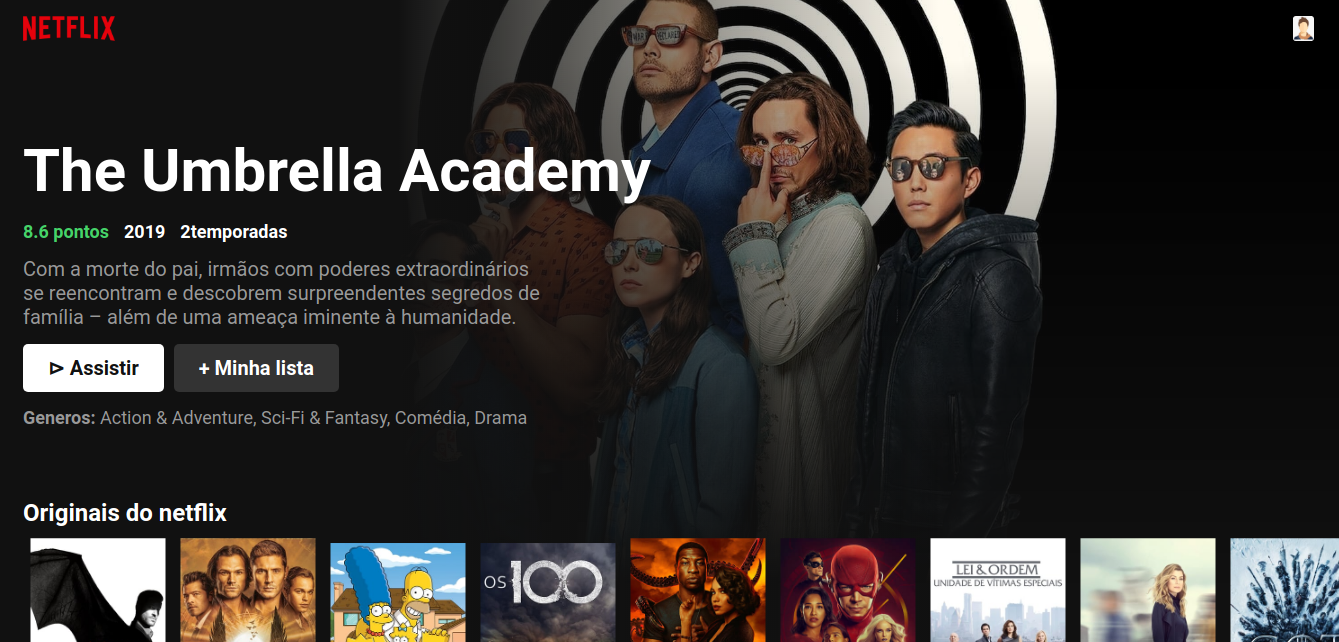 NETFLIX
The Umbrella Academy
8.6 pontos 2019 2temporadas
Com a morte do pai, irmãos com poderes extraordinários
se reencontram e descobrem surpreendentes segredos de
família – além de uma ameaça iminente à humanidade.
Assistir + Minha lista
Generos: Action & Adventure, Sci-Fi & Fantasy, Comédia, Drama
Originais do netflix
OS 100
LEI & ORDEM
UNIDADE DE VÍTIMAS ESPECIAIS